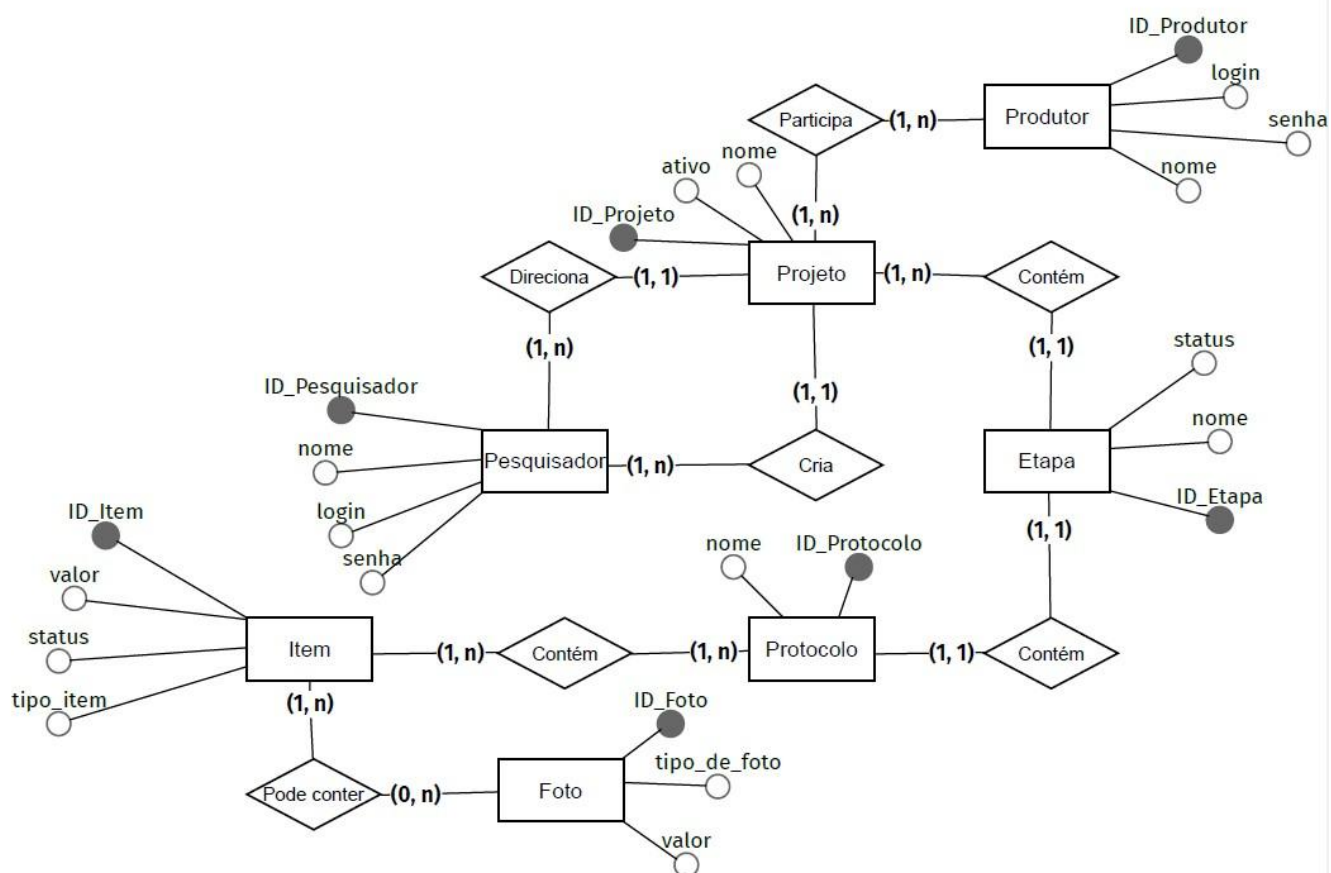 ID_Produtor
login
Participa
(1, n)
Produtor
senha
nome
ativo
nome
ID_Projeto
(1, n)
Direciona
(1, 1)
Projeto
(1, n)
Contém
(1, n)
(1, 1)
status
ID_Pesquisador
(1, 1)
nome
nome
Pesquisador
(1, n)
Cria
Etapa
ID_Etapa
login
ID_Item
(1, 1)
senha
nome
ID_Protocolo
valor
status
Item
(1, n)
Contém
(1, n)
Protocolo
(1, 1)
Contém
tipo_item
(1, n)
ID_Foto
tipo_de_foto
Pode conter
(0, n)
Foto
valor